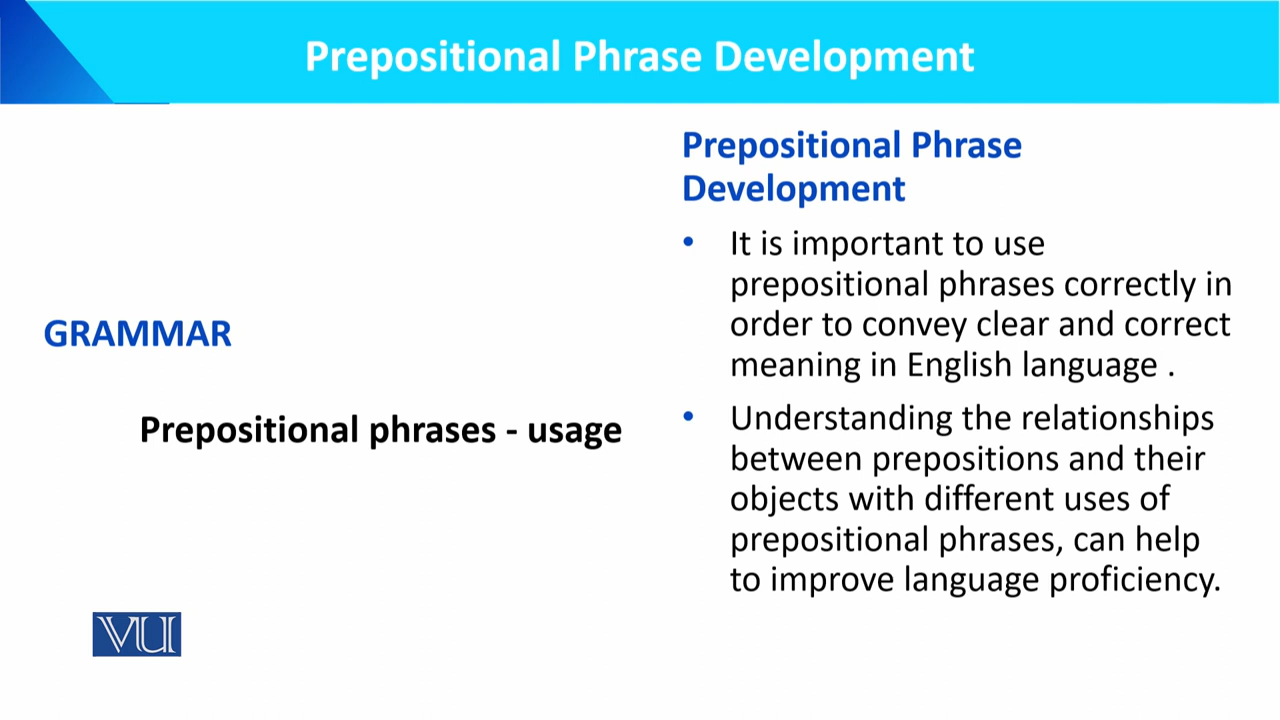 Prepositional Phrase Development
GRAMMAR
Prepositional phrases - usage
Prepositional Phrase
Development
• It is important to use
prepositional phrases correctly in
order to convey clear and correct
meaning in English language .
• Understanding the relationships
between prepositions and their
objects with different uses of
prepositional phrases, can help
to improve language proficiency.
VU